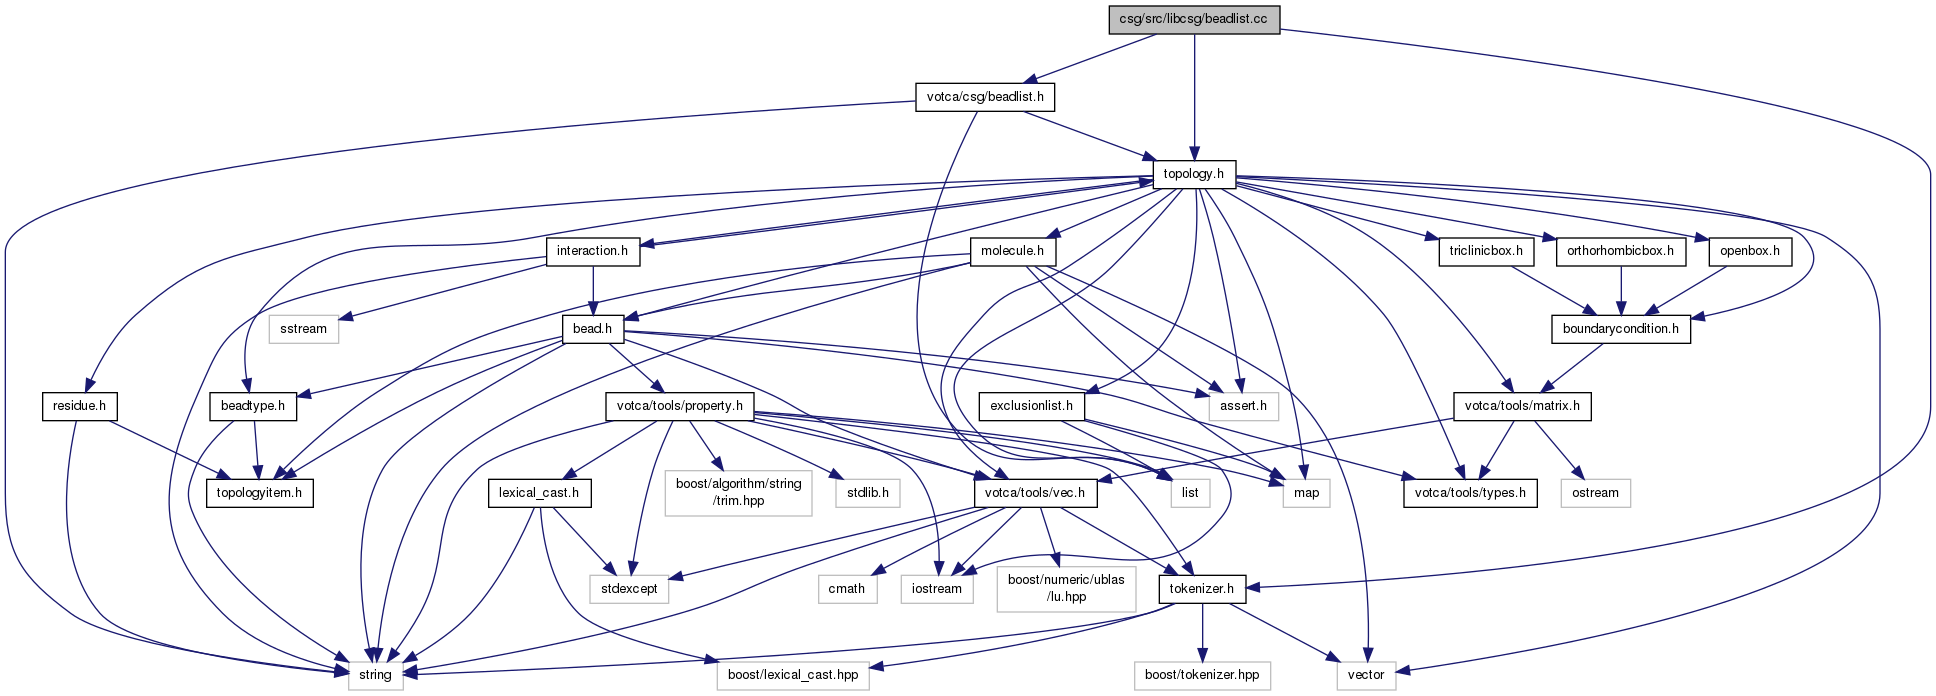 csg/src/libcsg/beadlist.cc
votca/csg/beadlist.h
topology.h
interaction.h
molecule.h
triclinicbox.h
orthorhombicbox.h
openbox.h
sstream
bead.h
boundarycondition.h
residue.h
beadtype.h
votca/tools/property.h
exclusionlist.h
assert.h
votca/tools/matrix.h
topologyitem.h
lexical_cast.h
boost/algorithm/string
/trim.hpp
stdlib.h
votca/tools/vec.h
list
map
votca/tools/types.h
ostream
stdexcept
cmath
iostream
boost/numeric/ublas
/lu.hpp
tokenizer.h
string
boost/lexical_cast.hpp
boost/tokenizer.hpp
vector